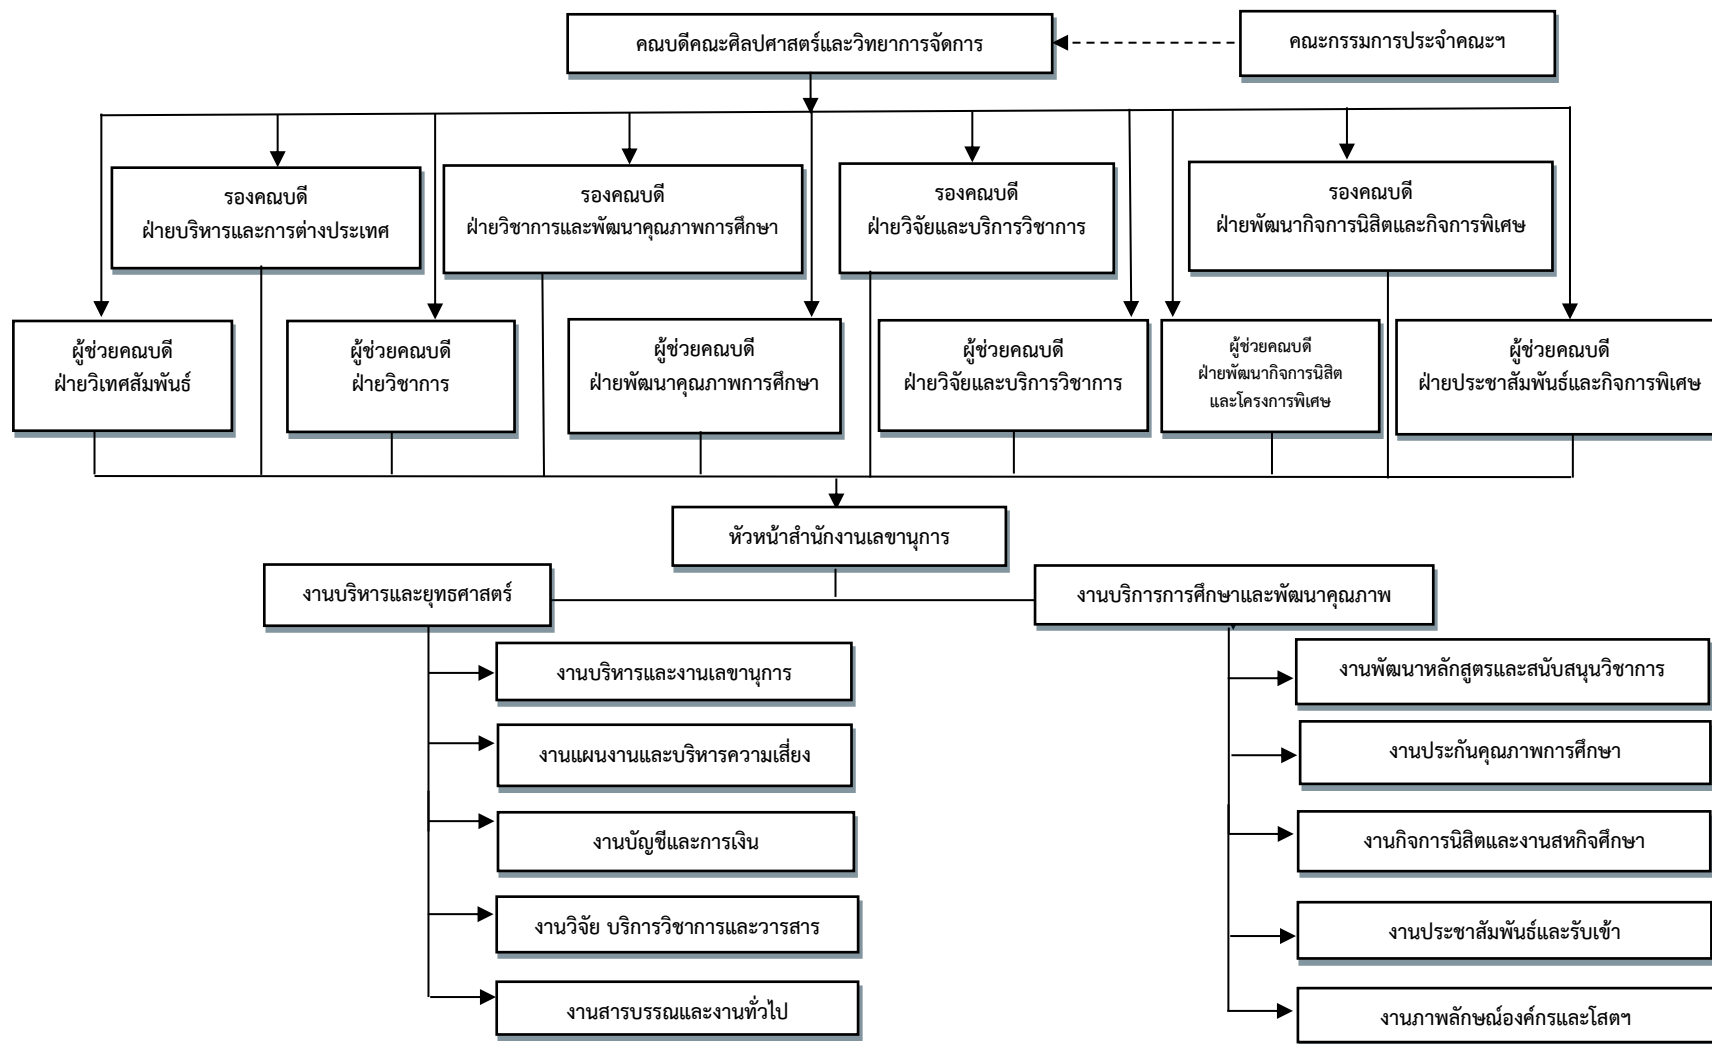 คณบดีคณะศิลปศาสตร์และวิทยาการจัดการ
คณะกรรมการประจำคณะฯ
รองคณบดี
ฝ่ายบริหารและการต่างประเทศ
รองคณบดี
ฝ่ายวิชาการและพัฒนาคุณภาพการศึกษา
รองคณบดี
ฝ่ายวิจัยและบริการวิชาการ
รองคณบดี
ฝ่ายพัฒนากิจการนิสิตและกิจการพิเศษ
ผู้ช่วยคณบดี
ฝ่ายวิเทศสัมพันธ์
ผู้ช่วยคณบดี
ฝ่ายวิชาการ
ผู้ช่วยคณบดี
ฝ่ายพัฒนาคุณภาพการศึกษา
ผู้ช่วยคณบดี
ฝ่ายวิจัยและบริการวิชาการ
ผู้ช่วยคณบดี
ฝ่ายพัฒนากิจการนิสิต
และโครงการพิเศษ
ผู้ช่วยคณบดี
ฝ่ายประชาสัมพันธ์และกิจการพิเศษ
หัวหน้าสำนักงานเลขานุการ
งานบริหารและยุทธศาสตร์
งานบริหารและงานเลขานุการ
งานแผนงานและบริหารความเสี่ยง
งานบัญชีและการเงิน
งานวิจัย บริการวิชาการและวารสาร
งานสารบรรณและงานทั่วไป
งานบริการการศึกษาและพัฒนาคุณภาพ
งานพัฒนาหลักสูตรและสนับสนุนวิชาการ
งานประกันคุณภาพการศึกษา
งานกิจการนิสิตและงานสหกิจศึกษา
งานประชาสัมพันธ์และรับเข้า
งานภาพลักษณ์องค์กรและโสตฯ